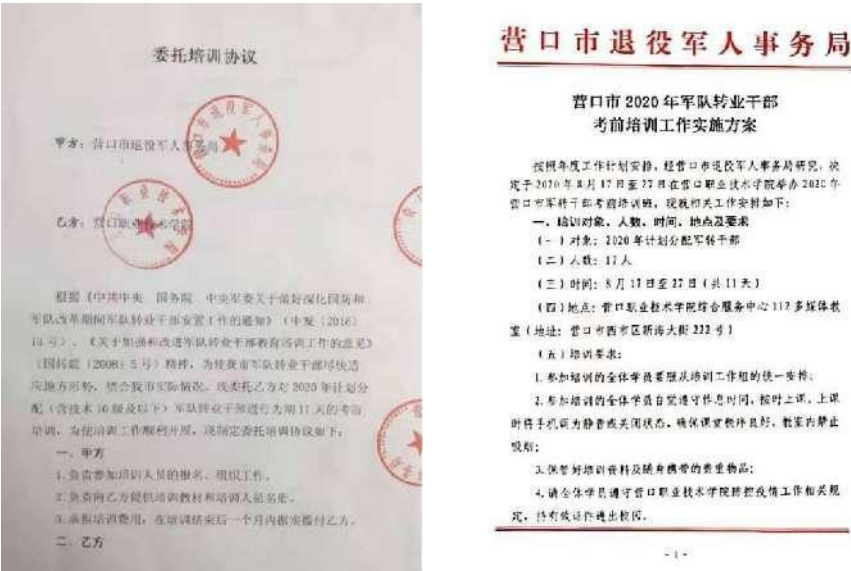 委托培训协议
甲方：营口市退役军人事务局
乙方：营口职业技术学院
根据《中共中央 国务院 中央军委关于做好深化国防和
军队改革期间军队转业干部安置工作的通知》（中发〔2016〕
13号）、《关于加强和改进军队转业干部教育培训工作的意见》
（国转联〔2008〕5号）精神，为使我市军队转业干部尽快适
应地方形势，结合我市实际情况，现委托乙方对2020年计划分
配（含技术10级及以下）军队转业干部进行为期11天的考前
培训，为使培训工作顺利开展，现制定委托培训协议如下：
一、甲方
1.负责参加培训人员的报名、组织工作。
2.负责向乙方提供培训教材和培训人员名册。
3.承担培训费用，在培训结束后一个月内据实拨付乙方。
二、乙方
营口市退役军人事务局
营口市2020年军队转业干部
考前培训工作实施方案
按照年度工作计划安排，经营口市退役军人事务局研究，决
定于2020年8月17日至27日在营口职业技术学院举办2020年
营口市军转干部考前培训班，现就相关工作安排如下：
一、培训对象、人数、时间、地点及要求
（一）对象：2020年计划分配军转干部
（二）人数：17人
（三）时间：8月17日至27日（共11天）
（四）地点：营口职业技术学院综合服务中心112多媒体教
室（地址：营口市西市区新海大街222号）
（五）培训要求：
1.参加培训的全体学员要服从培训工作组的统一安排；
2.参加培训的全体学员自觉遵守作息时间，按时上课，上课
时将手机调为静音或关闭状态，确保课堂秩序良好，教室内禁止
吸烟；
3.保管好培训资料及随身携带的贵重物品；
4.请全体学员遵守营口职业技术学院防控疫情工作相关规
定，持有效证件进出校园。
- 1 -